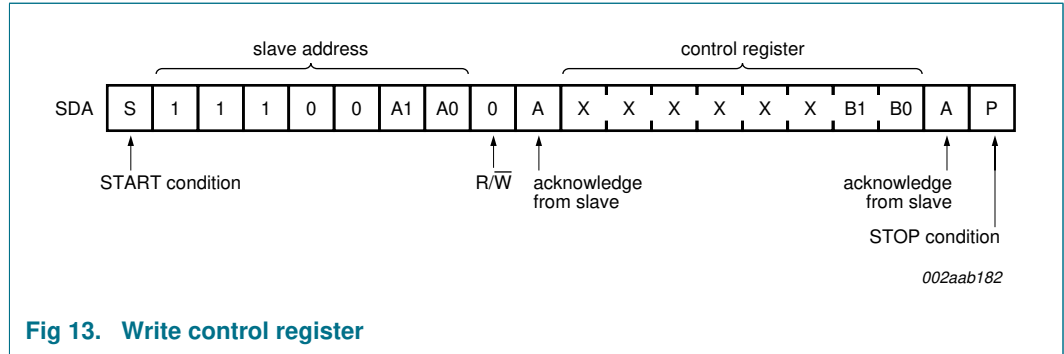 slave address control register
SDA S 1 1 1 0 0 A1 A0 0 A X X X X X X B1 B0 A P
START condition R/W̅ acknowledge from slave acknowledge from slave
STOP condition
002aab182
Fig 13. Write control register